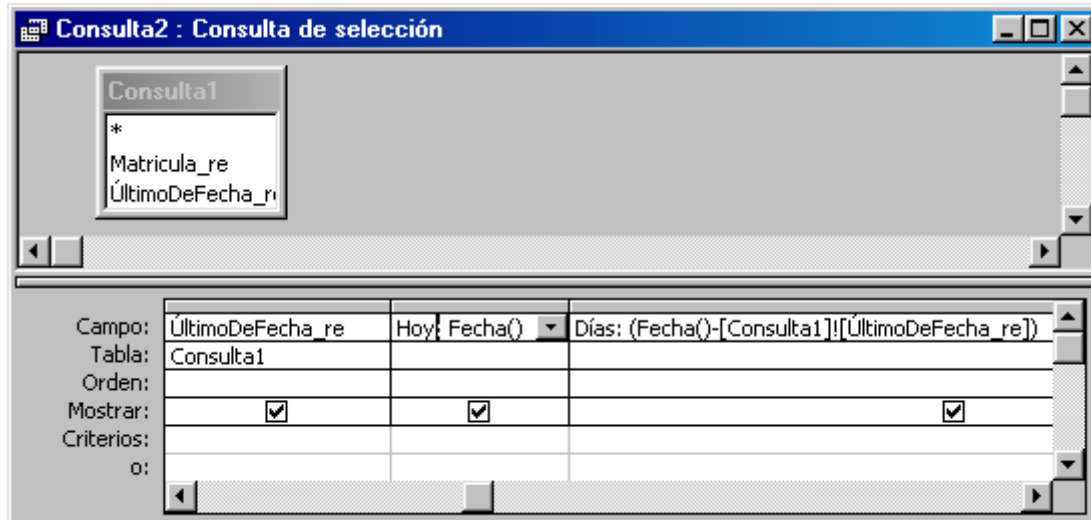 Consulta2 : Consulta de selección
Consulta1
*
Matricula_re
ÚltimoDeFecha_re
Campo: ÚltimoDeFecha_re Hoy: Fecha() Días: (Fecha()-[Consulta1]![ÚltimoDeFecha_re])
Tabla: Consulta1
Orden:
Mostrar:
Criterios:
o: